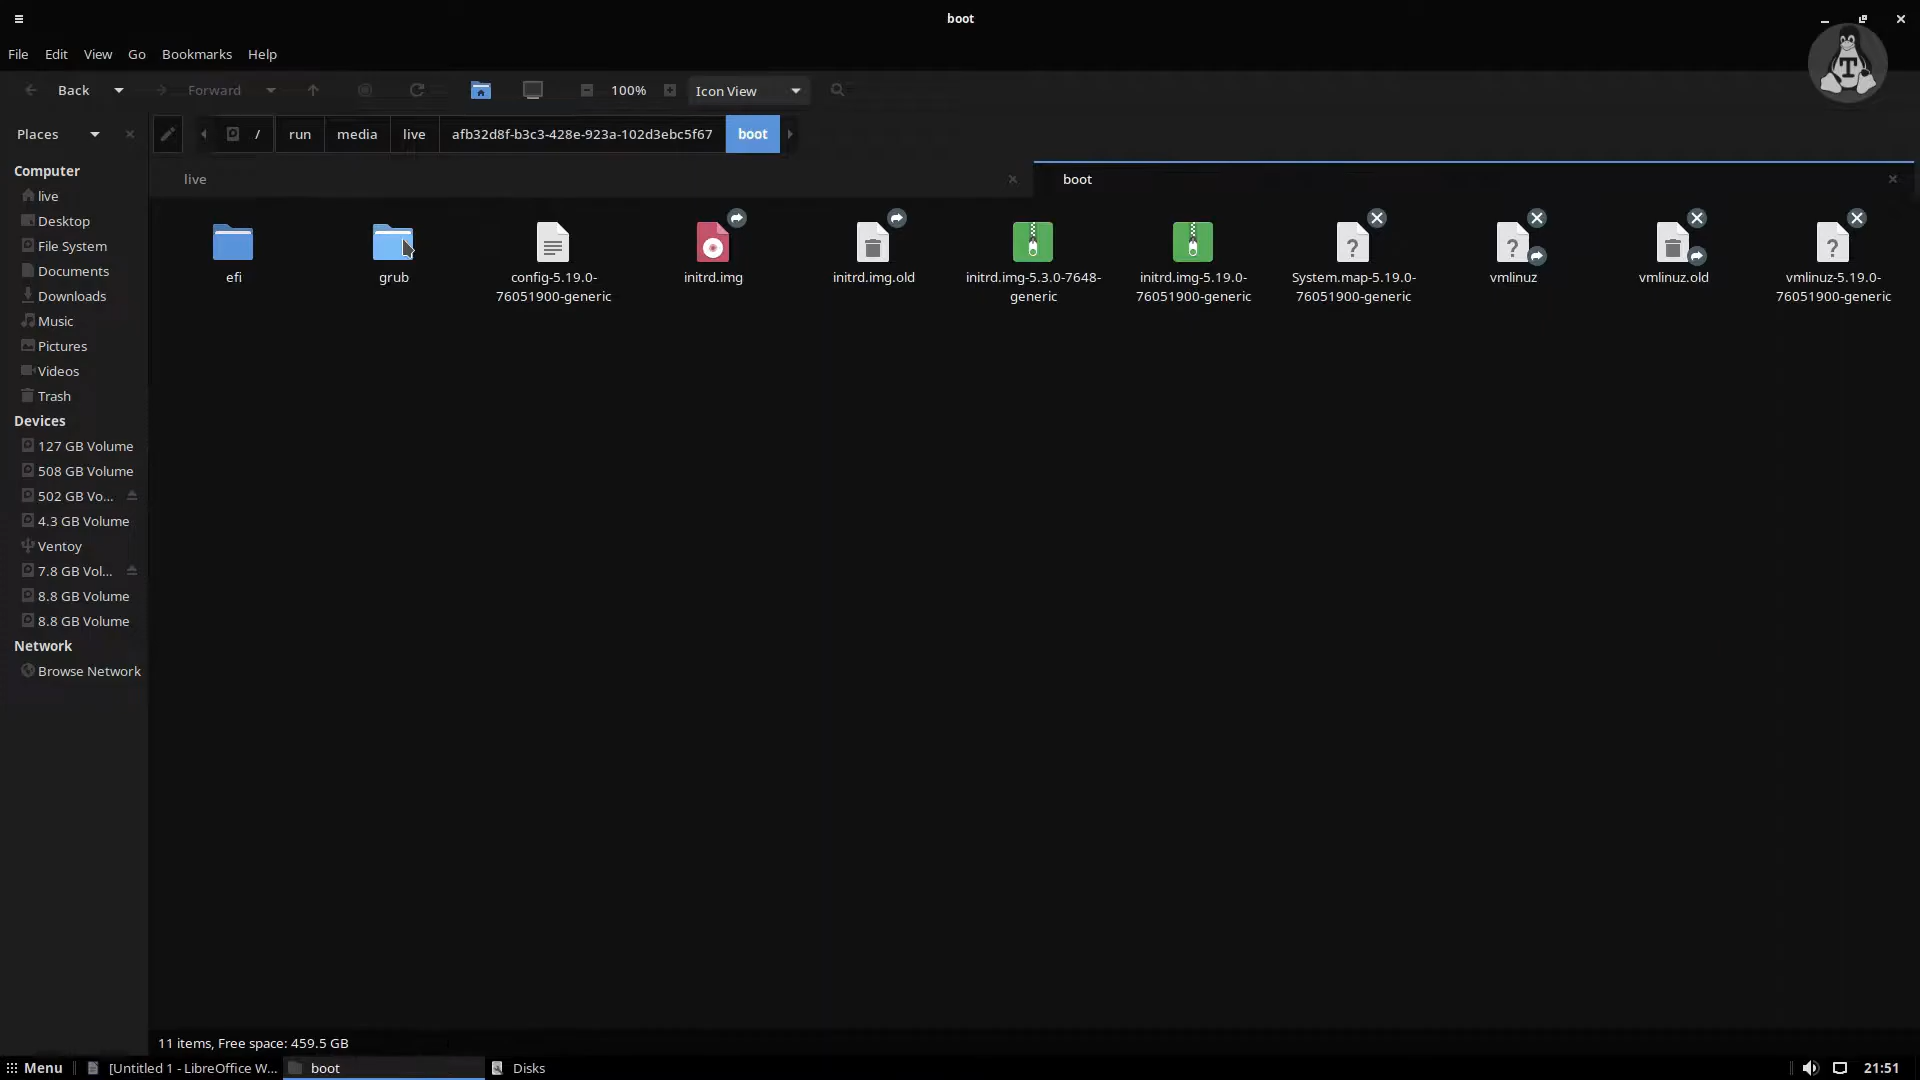 boot
File Edit View Go Bookmarks Help
Back Forward 100% Icon View
T
Places / run media live afb32d8f-b3c3-428e-923a-102d3ebc5f67 boot
live boot
Computer
live
Desktop
File System
Documents
Downloads
Music
Pictures
Videos
Trash
Devices
127 GB Volume
508 GB Volume
502 GB Vo...
4.3 GB Volume
Ventoy
7.8 GB Vol...
8.8 GB Volume
8.8 GB Volume
Network
Browse Network
efi
grub
config-5.19.0-
76051900-generic
initrd.img
initrd.img.old
initrd.img-5.3.0-7648-
generic
initrd.img-5.19.0-
76051900-generic
System.map-5.19.0-
76051900-generic
vmlinuz
vmlinuz.old
vmlinuz-5.19.0-
76051900-generic
11 items, Free space: 459.5 GB
Menu [Untitled 1 - LibreOffice W... boot Disks 21:51